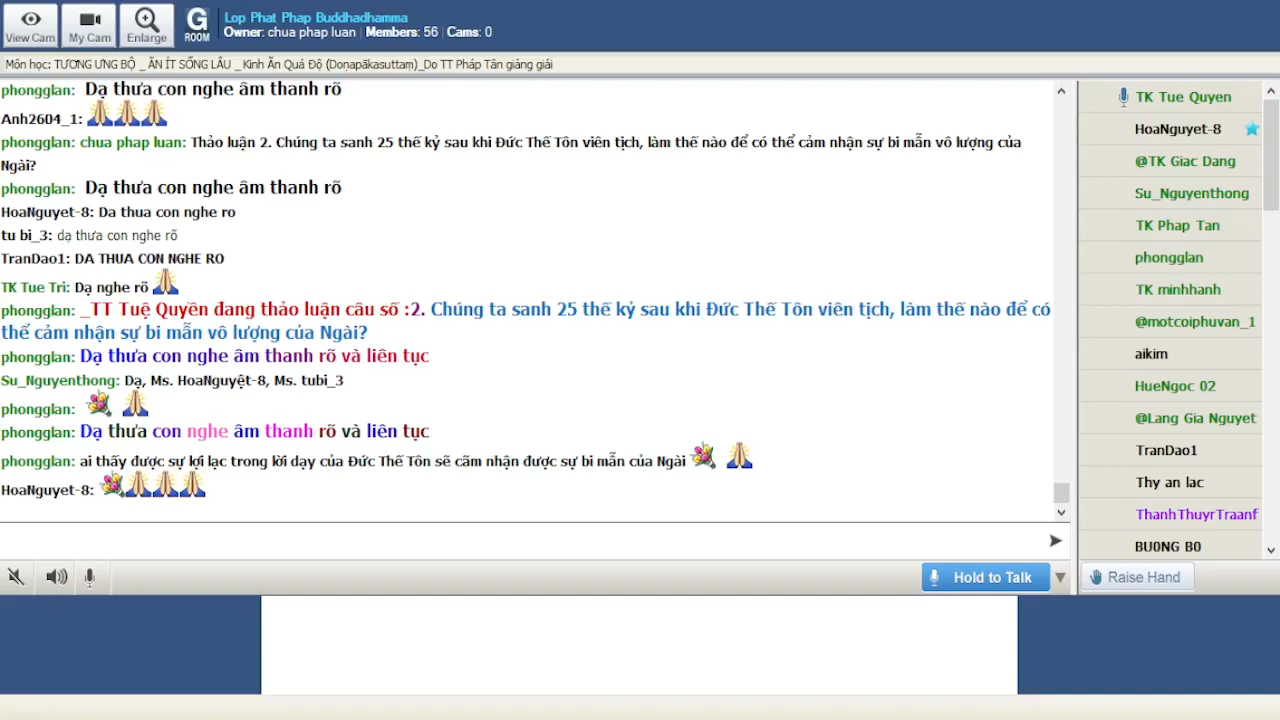 View Cam
My Cam
Enlarge
G ROOM
Lop Phat Phap Buddhadhamma
Owner: chua phap luan | Members: 56 | Cams: 0
Môn học: TƯƠNG ƯNG BỘ _ ĂN ÍT SỐNG LÂU _ Kinh Ăn Quá Độ (Doṇapākasuttaṃ)_Do TT Pháp Tân giảng giải
phongglan: Dạ thưa con nghe âm thanh rõ
Anh2604_1:
phongglan: chua phap luan: Thảo luận 2. Chúng ta sanh 25 thế kỷ sau khi Đức Thế Tôn viên tịch, làm thế nào để có thể cảm nhận sự bi mẫn vô lượng của
Ngài?
phongglan: Dạ thưa con nghe âm thanh rõ
HoaNguyet-8: Da thua con nghe ro
tu bi_3: dạ thưa con nghe rõ
TranDao1: DA THUA CON NGHE RO
TK Tue Tri: Dạ nghe rõ
phongglan: _TT Tuệ Quyền đang thảo luận câu số :2. Chúng ta sanh 25 thế kỷ sau khi Đức Thế Tôn viên tịch, làm thế nào để có
thể cảm nhận sự bi mẫn vô lượng của Ngài?
phongglan: Dạ thưa con nghe âm thanh rõ và liên tục
Su_Nguyenthong: Dạ, Ms. HoaNguyệt-8, Ms. tubi_3
phongglan:
phongglan: Dạ thưa con nghe âm thanh rõ và liên tục
phongglan: ai thấy được sự lợi lạc trong lời dạy của Đức Thế Tôn sẽ cãm nhận được sự bi mẫn của Ngài
HoaNguyet-8:
TK Tue Quyen
HoaNguyet-8
@TK Giac Dang
Su_Nguyenthong
TK Phap Tan
phongglan
TK minhhanh
@motcoiphuvan_1
aikim
HueNgoc 02
@Lang Gia Nguyet
TranDao1
Thy an lac
ThanhThuyrTraanf
BU0NG B0
Hold to Talk
Raise Hand